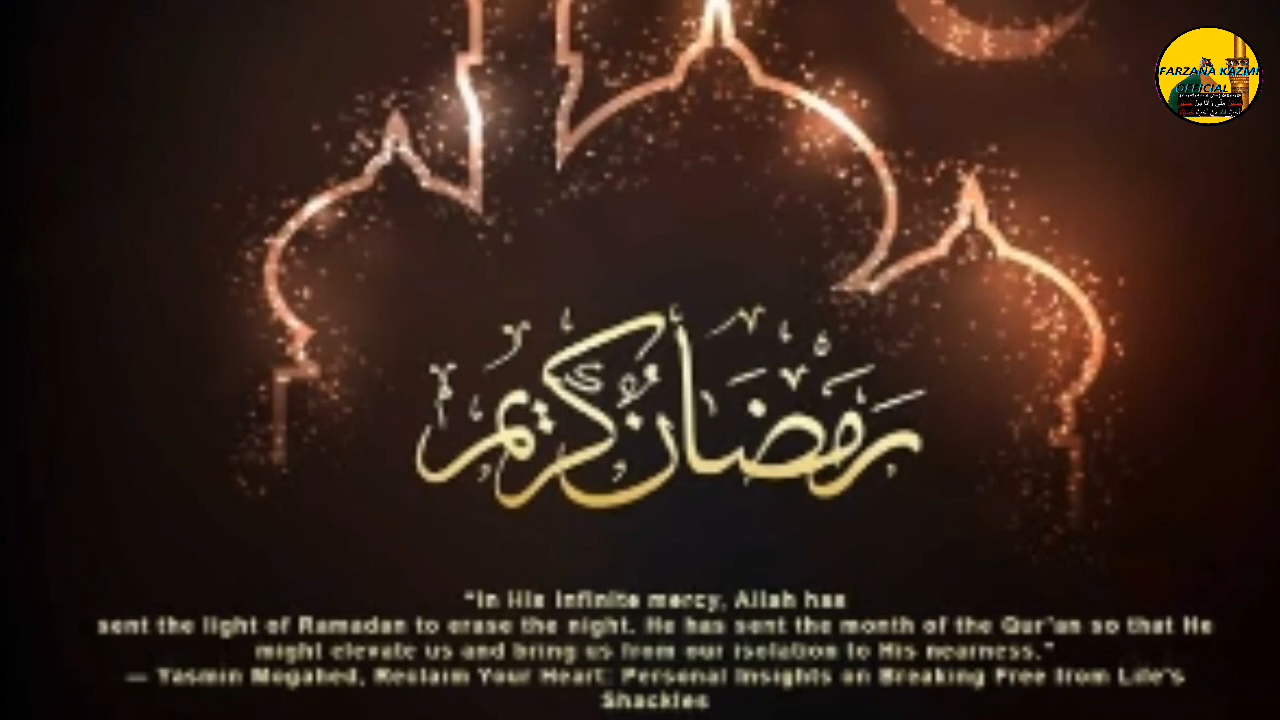 FARZANA KAZMI
OFFICIAL
رمضان كريم
"In His infinite mercy, Allah has
sent the light of Ramadan to erase the night. He has sent the month of the Qur'an so that He
might elevate us and bring us from our isolation to His nearness."
— Yasmin Mogahed, Reclaim Your Heart: Personal Insights on Breaking Free from Life's
Shackles